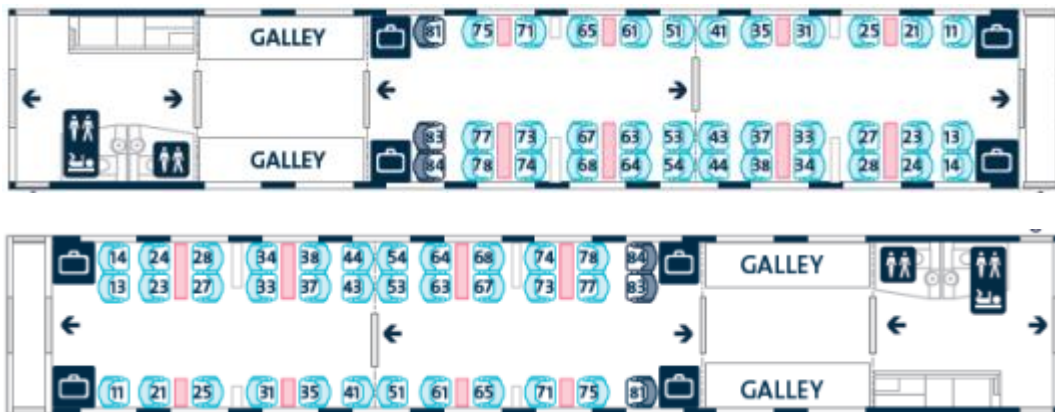 GALLEY 81 75 71 65 61 51 41 35 31 25 21 11
83 77 73 67 63 53 43 37 33 27 23 13
GALLEY 84 78 74 68 64 54 44 38 34 28 24 14
14 24 28 34 38 44 54 64 68 74 78 84 GALLEY
13 23 27 33 37 43 53 63 67 73 77 83
11 21 25 31 35 41 51 61 65 71 75 81 GALLEY